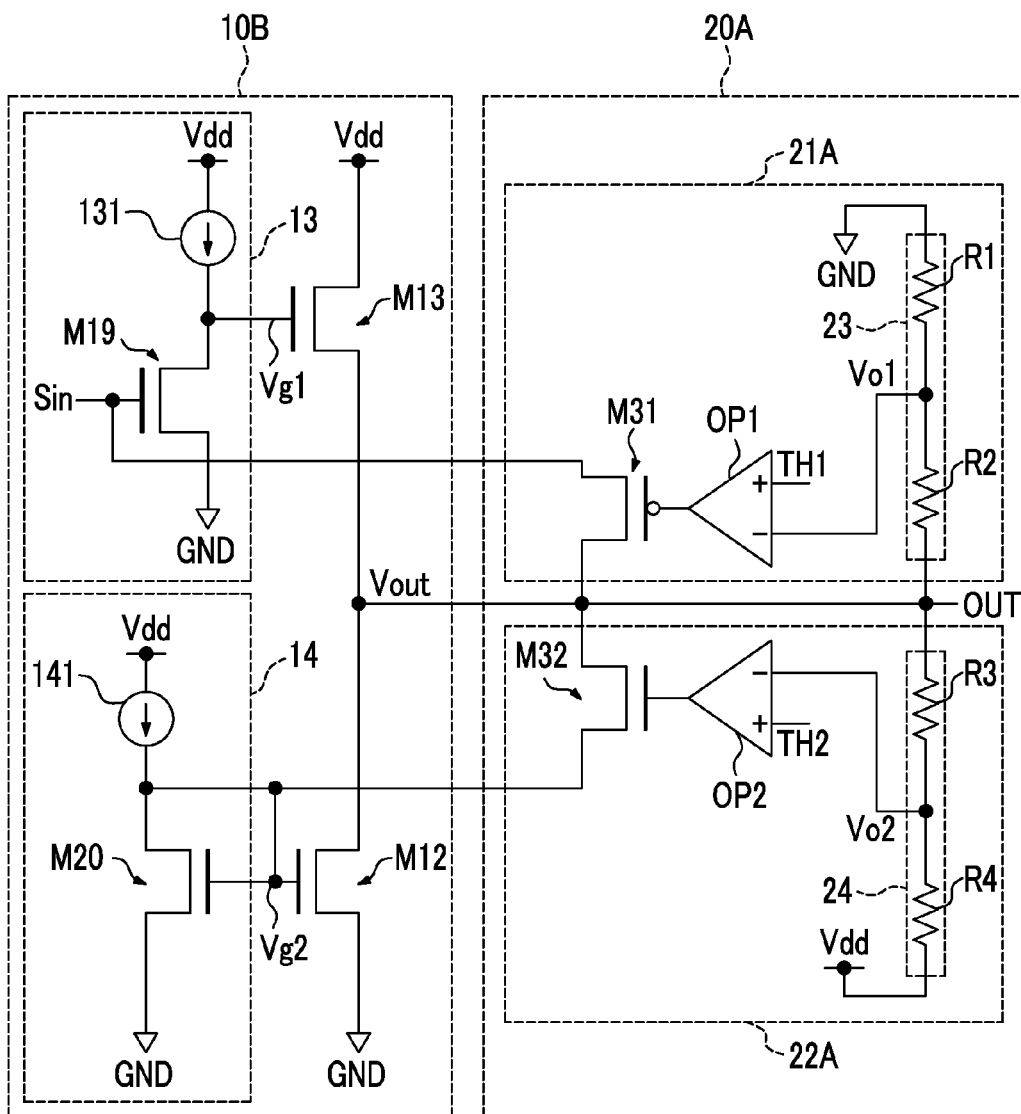 10B
20A
21A
Vdd
Vdd
131
13
GND
R1
23
M19
M13
Vo1
Vg1
Sin
M31
OP1
TH1
+
−
R2
GND
Vout
OUT
Vdd
14
M32
141
−
+
TH2
R3
OP2
Vo2
M20
M12
24
R4
Vg2
Vdd
GND
GND
22A